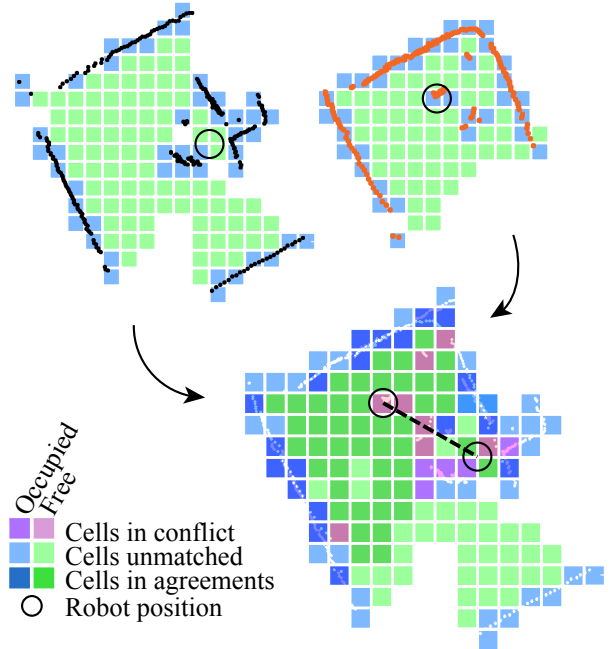 Occupied
Free
Cells in conflict
Cells unmatched
Cells in agreements
Robot position